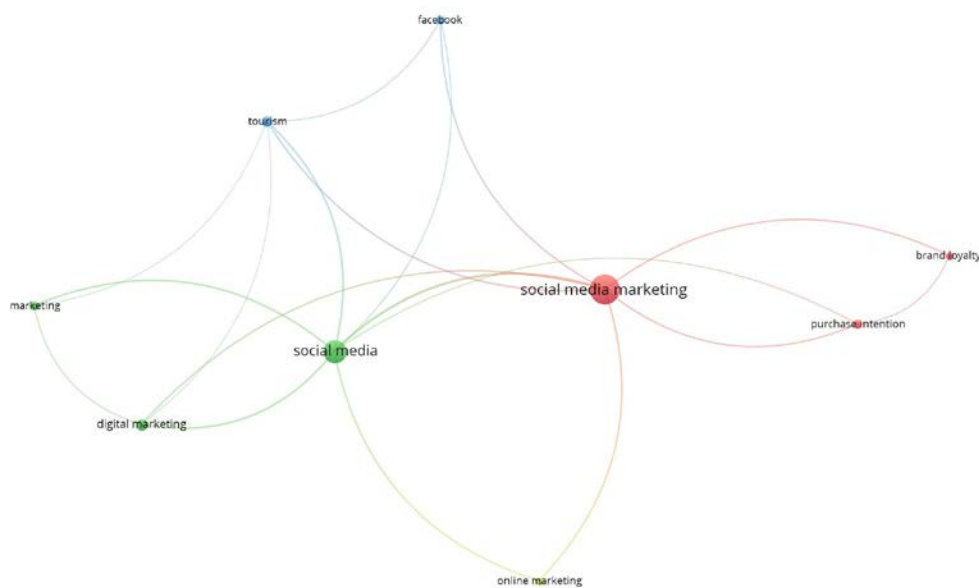 facebook
tourism
brand loyalty
social media marketing
marketing
purchase intention
social media
digital marketing
online marketing